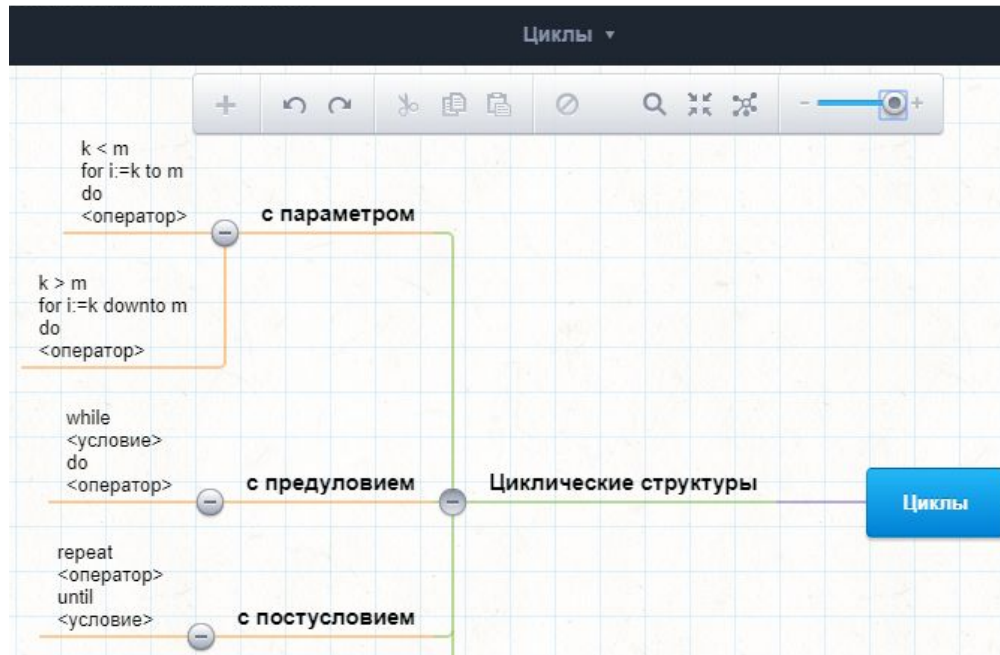 Циклы
k < m
for i:=k to m
do
<оператор>
с параметром
k > m
for i:=k downto m
do
<оператор>
while
<условие>
do
<оператор>
с предуловием
Циклические структуры
Циклы
repeat
<оператор>
until
<условие>
с постусловием